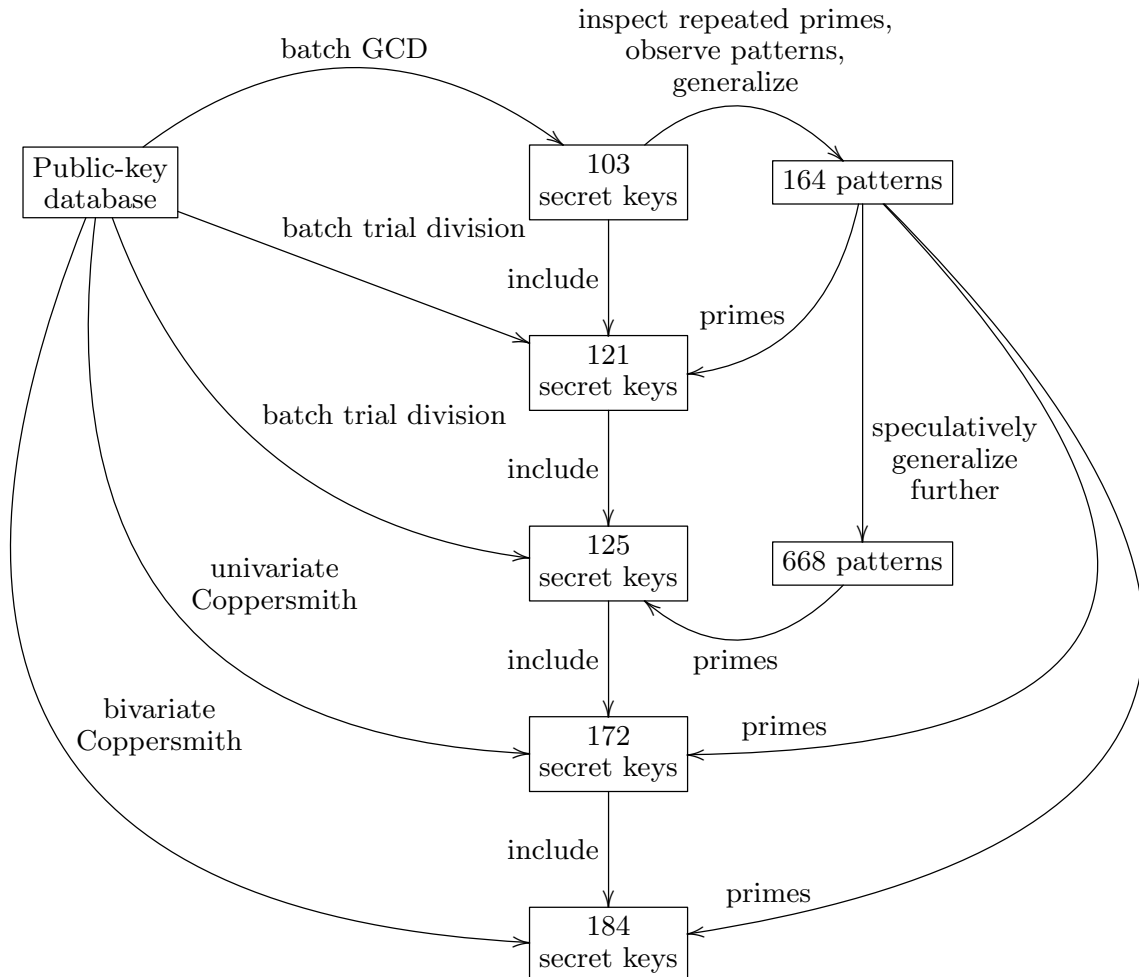 inspect repeated primes,
observe patterns,
generalize
batch GCD
Public-key
database
103
secret keys
164 patterns
batch trial division
include
primes
121
secret keys
batch trial division
include
speculatively
generalize
further
125
secret keys
668 patterns
univariate
Coppersmith
include
primes
bivariate
Coppersmith
172
secret keys
primes
include
primes
184
secret keys